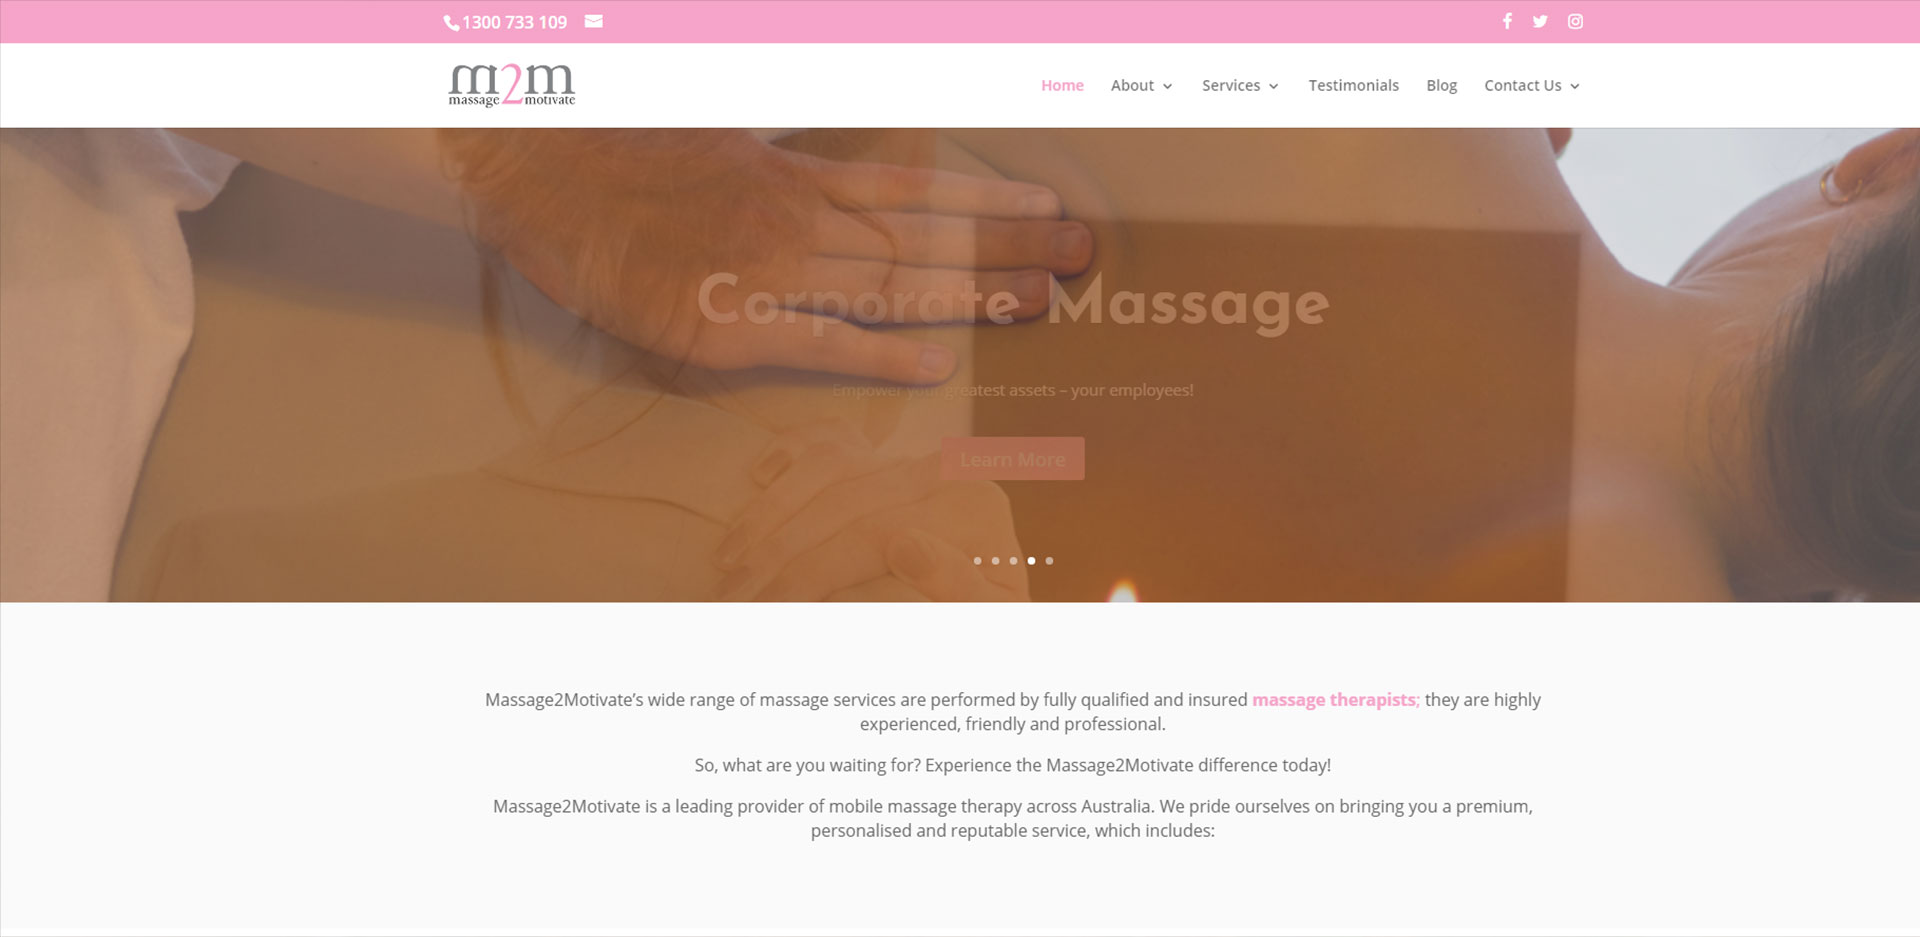 1300 733 109
m2m
massage motivate
Home About Services Testimonials Blog Contact Us
Corporate Massage
Empower your greatest assets – your employees!
Learn More
Massage2Motivate’s wide range of massage services are performed by fully qualified and insured massage therapists; they are highly
experienced, friendly and professional.
So, what are you waiting for? Experience the Massage2Motivate difference today!
Massage2Motivate is a leading provider of mobile massage therapy across Australia. We pride ourselves on bringing you a premium,
personalised and reputable service, which includes: